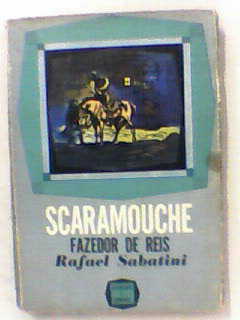 SCARAMOUCHE
FAZEDOR DE REIS
Rafael Sabatini